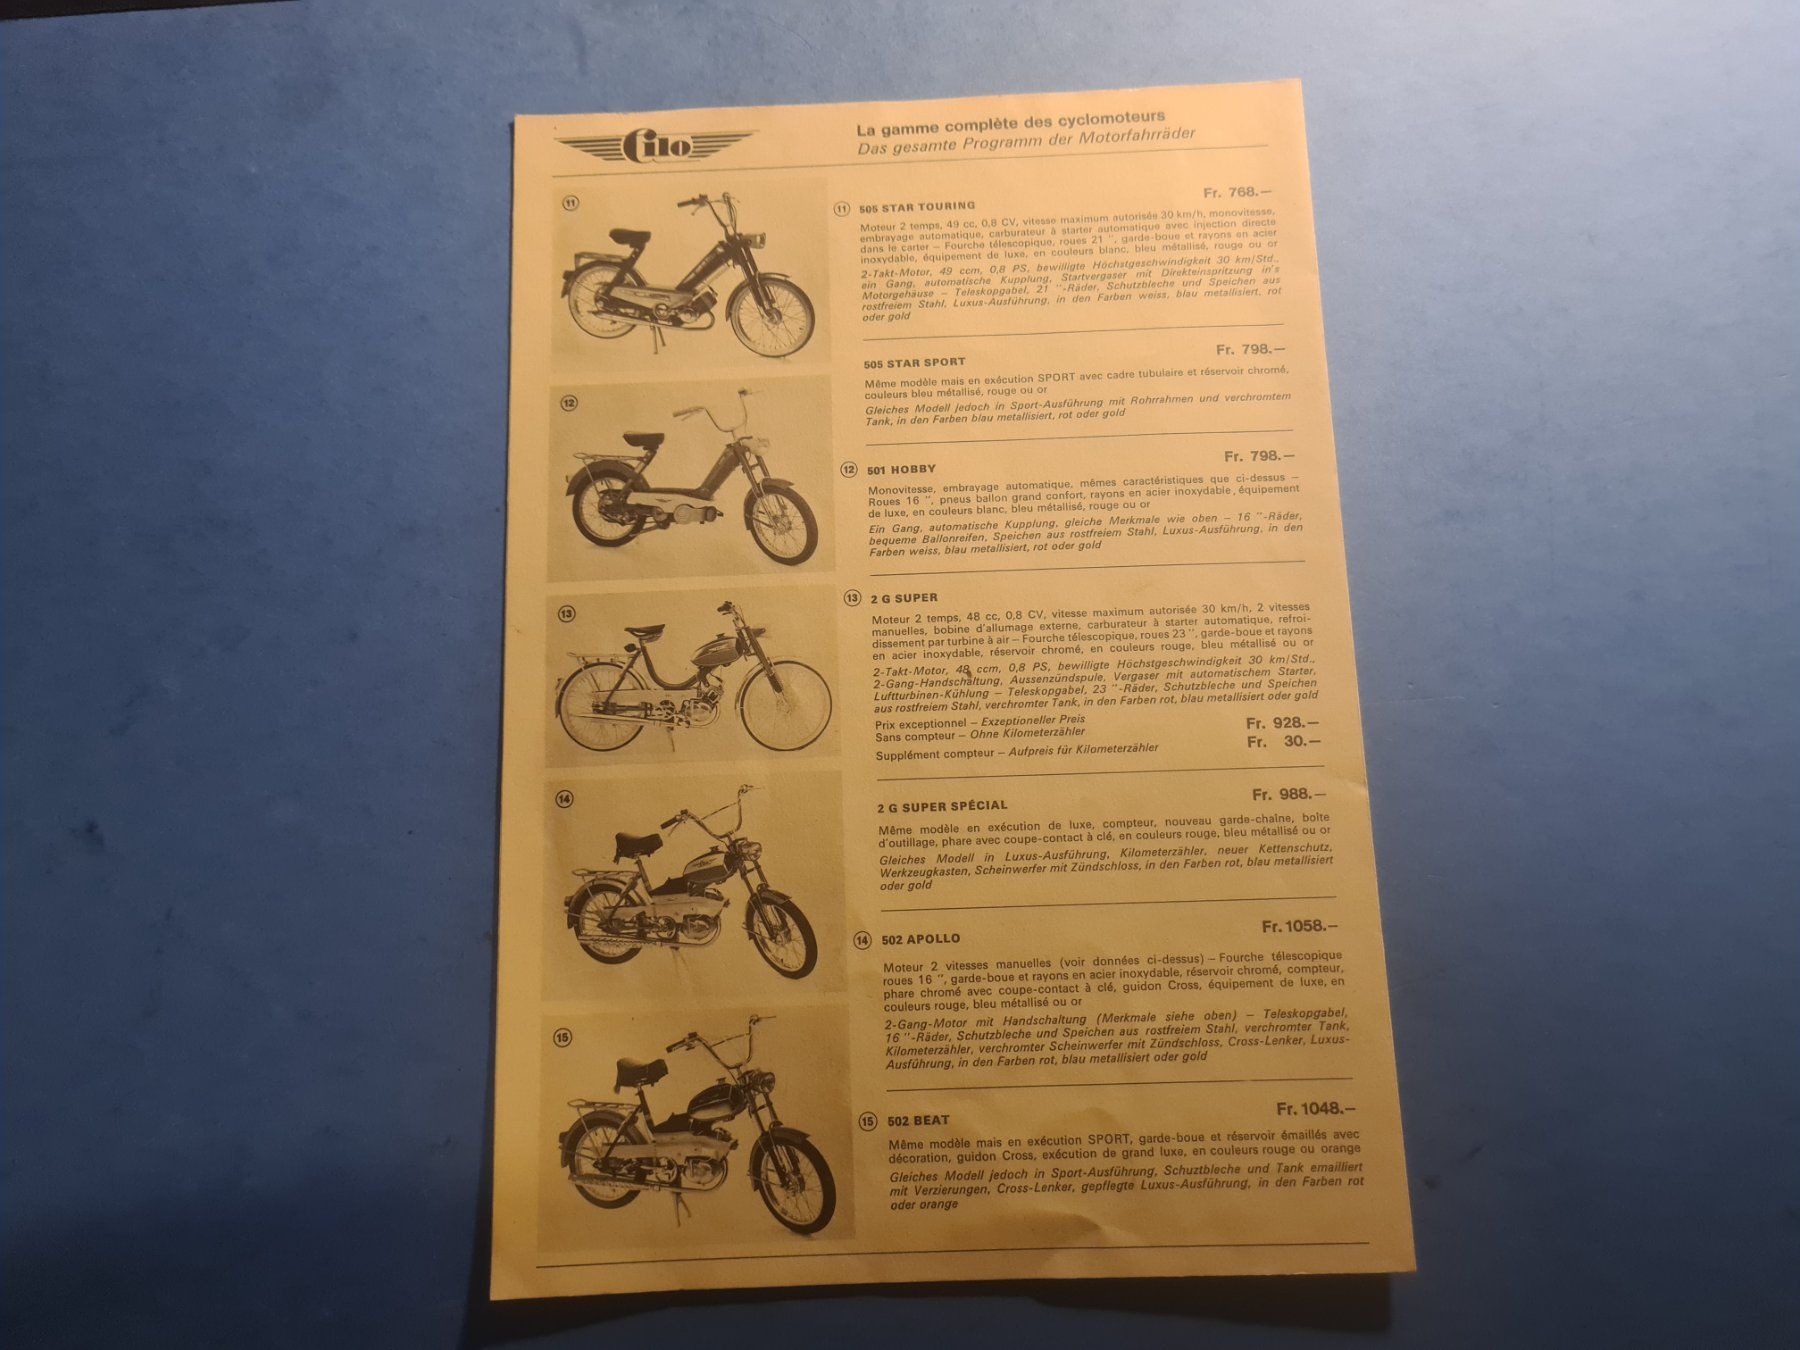 Cilo
La gamme complète des cyclomoteurs
Das gesamte Programm der Motorfahrräder
11
12
13
14
15
11 505 STAR TOURING Fr. 768.—
Moteur 2 temps, 49 cc, 0,8 CV, vitesse maximum autorisée 30 km/h, monovitesse,
embrayage automatique, carburateur à starter automatique avec injection directe
dans le carter – Fourche télescopique, roues 21 ", garde-boue et rayons en acier
inoxydable, équipement de luxe, en couleurs blanc, bleu métallisé, rouge ou or
2-Takt-Motor, 49 ccm, 0,8 PS, bewilligte Höchstgeschwindigkeit 30 km/Std.,
ein Gang, automatische Kupplung, Startvergaser mit Direkteinspritzung in's
Motorgehäuse – Teleskopgabel, 21 "-Räder, Schutzbleche und Speichen aus
rostfreiem Stahl, Luxus-Ausführung, in den Farben weiss, blau metallisiert, rot
oder gold
505 STAR SPORT Fr. 798.—
Même modèle mais en exécution SPORT avec cadre tubulaire et réservoir chromé,
couleurs bleu métallisé, rouge ou or
Gleiches Modell jedoch in Sport-Ausführung mit Rohrrahmen und verchromtem
Tank, in den Farben blau metallisiert, rot oder gold
12 501 HOBBY Fr. 798.—
Monovitesse, embrayage automatique, mêmes caractéristiques que ci-dessus –
Roues 16 ", pneus ballon grand confort, rayons en acier inoxydable, équipement
de luxe, en couleurs blanc, bleu métallisé, rouge ou or
Ein Gang, automatische Kupplung, gleiche Merkmale wie oben – 16 "-Räder,
bequeme Ballonreifen, Speichen aus rostfreiem Stahl, Luxus-Ausführung, in den
Farben weiss, blau metallisiert, rot oder gold
13 2 G SUPER
Moteur 2 temps, 48 cc, 0,8 CV, vitesse maximum autorisée 30 km/h, 2 vitesses
manuelles, bobine d'allumage externe, carburateur à starter automatique, refroi-
dissement par turbine à air – Fourche télescopique, roues 23 ", garde-boue et rayons
en acier inoxydable, réservoir chromé, en couleurs rouge, bleu métallisé ou or
2-Takt-Motor, 48 ccm, 0,8 PS, bewilligte Höchstgeschwindigkeit 30 km/Std.,
2-Gang-Handschaltung, Aussenzündspule, Vergaser mit automatischem Starter,
Luftturbinen-Kühlung – Teleskopgabel, 23 "-Räder, Schutzbleche und Speichen
aus rostfreiem Stahl, verchromter Tank, in den Farben rot, blau metallisiert oder gold
Prix exceptionnel – Exzeptioneller Preis
Sans compteur – Ohne Kilometerzähler Fr. 928.—
Supplément compteur – Aufpreis für Kilometerzähler Fr. 30.—
2 G SUPER SPÉCIAL Fr. 988.—
Même modèle en exécution de luxe, compteur, nouveau garde-chaîne, boîte
d'outillage, phare avec coupe-contact à clé, en couleurs rouge, bleu métallisé ou or
Gleiches Modell in Luxus-Ausführung, Kilometerzähler, neuer Kettenschutz,
Werkzeugkasten, Scheinwerfer mit Zündschloss, in den Farben rot, blau metallisiert
oder gold
14 502 APOLLO Fr. 1058.—
Moteur 2 vitesses manuelles (voir données ci-dessus) – Fourche télescopique
roues 16 ", garde-boue et rayons en acier inoxydable, réservoir chromé, compteur,
phare chromé avec coupe-contact à clé, guidon Cross, équipement de luxe, en
couleurs rouge, bleu métallisé ou or
2-Gang-Motor mit Handschaltung (Merkmale siehe oben) – Teleskopgabel,
16 "-Räder, Schutzbleche und Speichen aus rostfreiem Stahl, verchromter Tank,
Kilometerzähler, verchromter Scheinwerfer mit Zündschloss, Cross-Lenker, Luxus-
Ausführung, in den Farben rot, blau metallisiert oder gold
15 502 BEAT Fr. 1048.—
Même modèle mais en exécution SPORT, garde-boue et réservoir émaillés avec
décoration, guidon Cross, exécution de grand luxe, en couleurs rouge ou orange
Gleiches Modell jedoch in Sport-Ausführung, Schuztbleche und Tank emailliert
mit Verzierungen, Cross-Lenker, gepflegte Luxus-Ausführung, in den Farben rot
oder orange